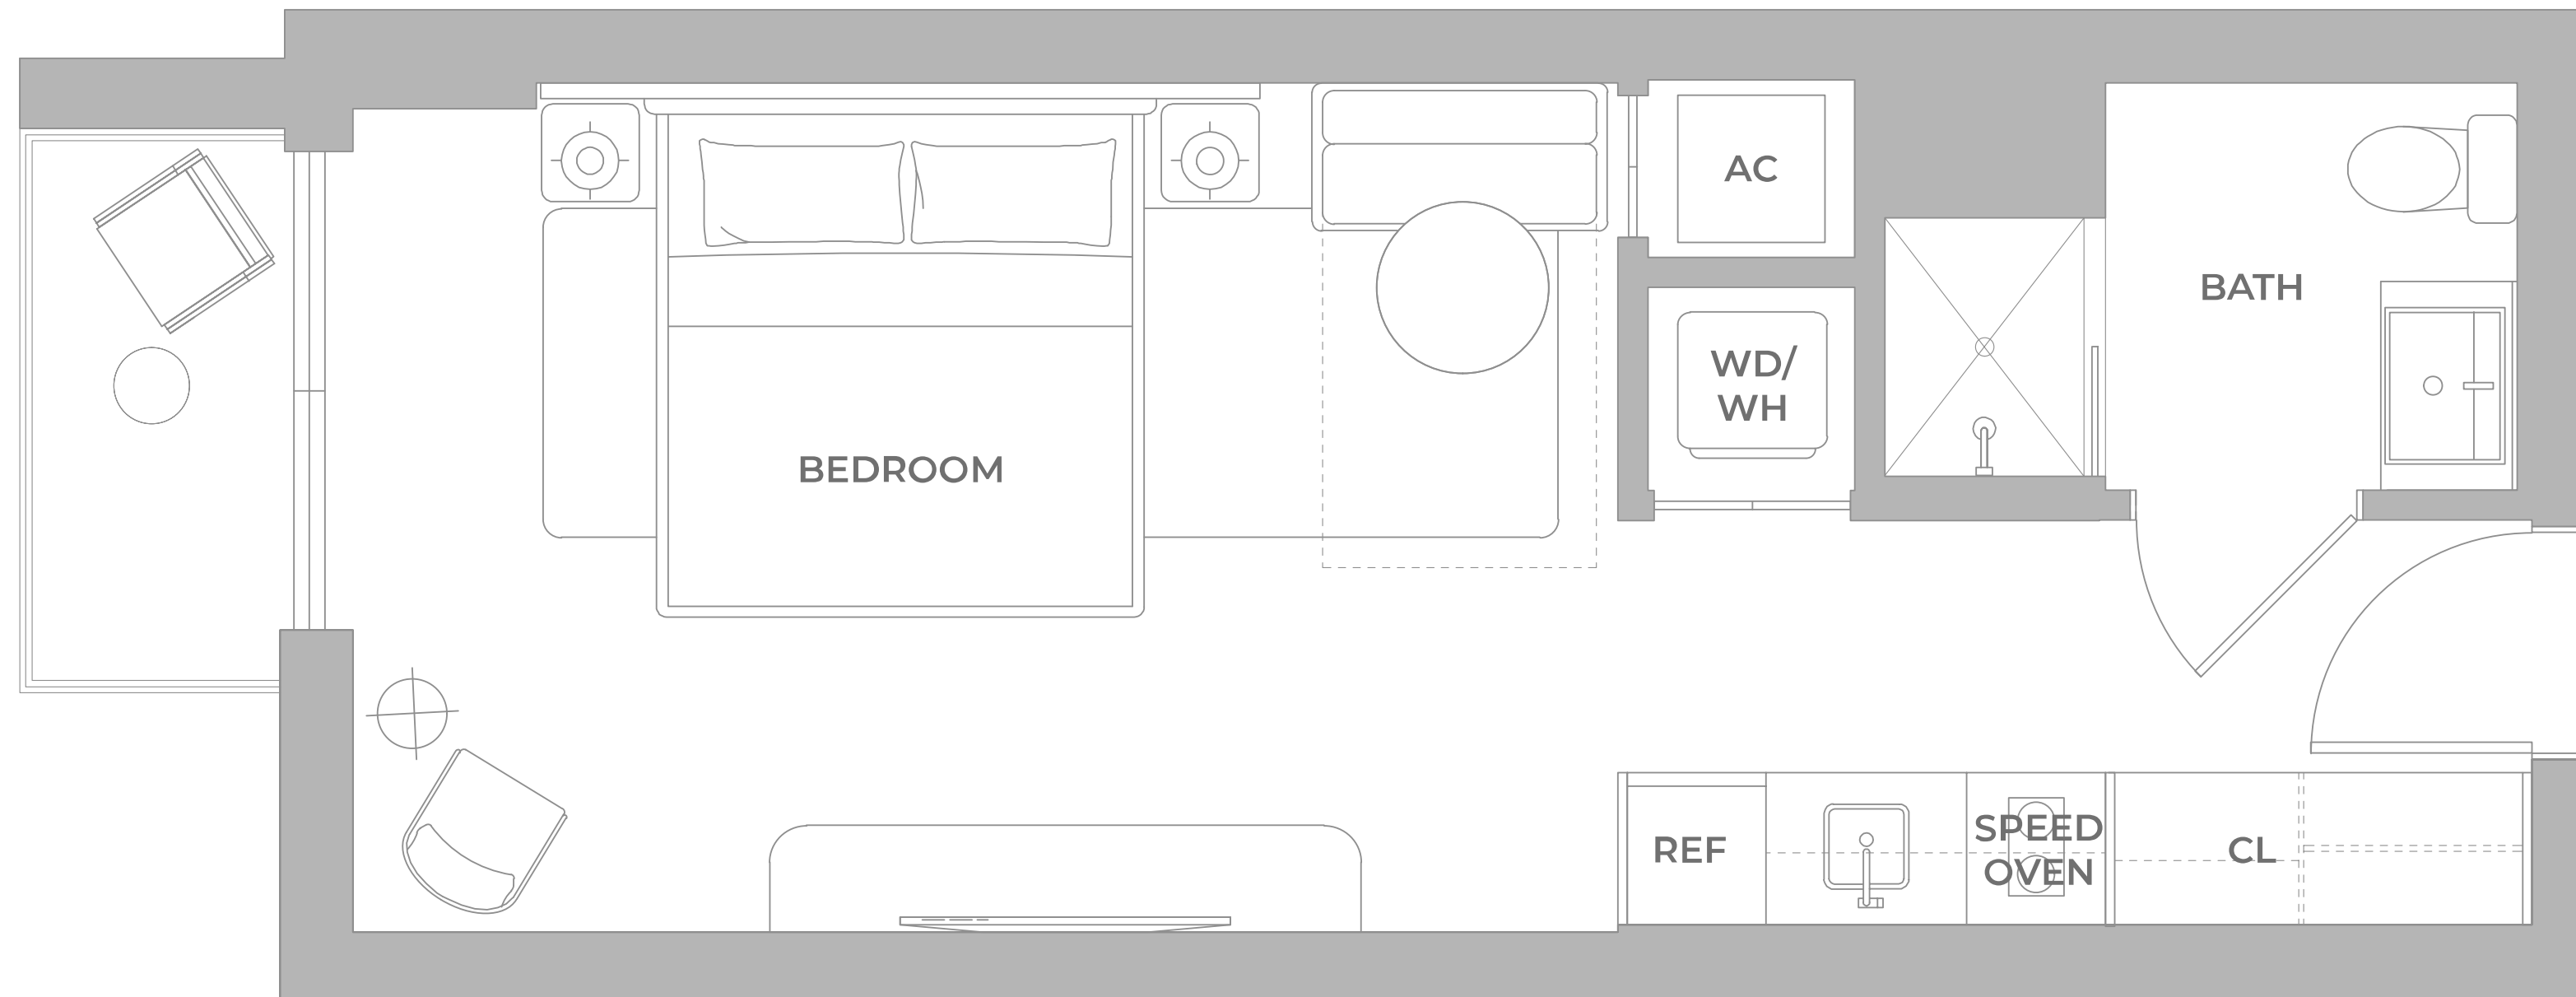 AC
BATH
WD/
WH
BEDROOM
REF
SPEED
OVEN
CL